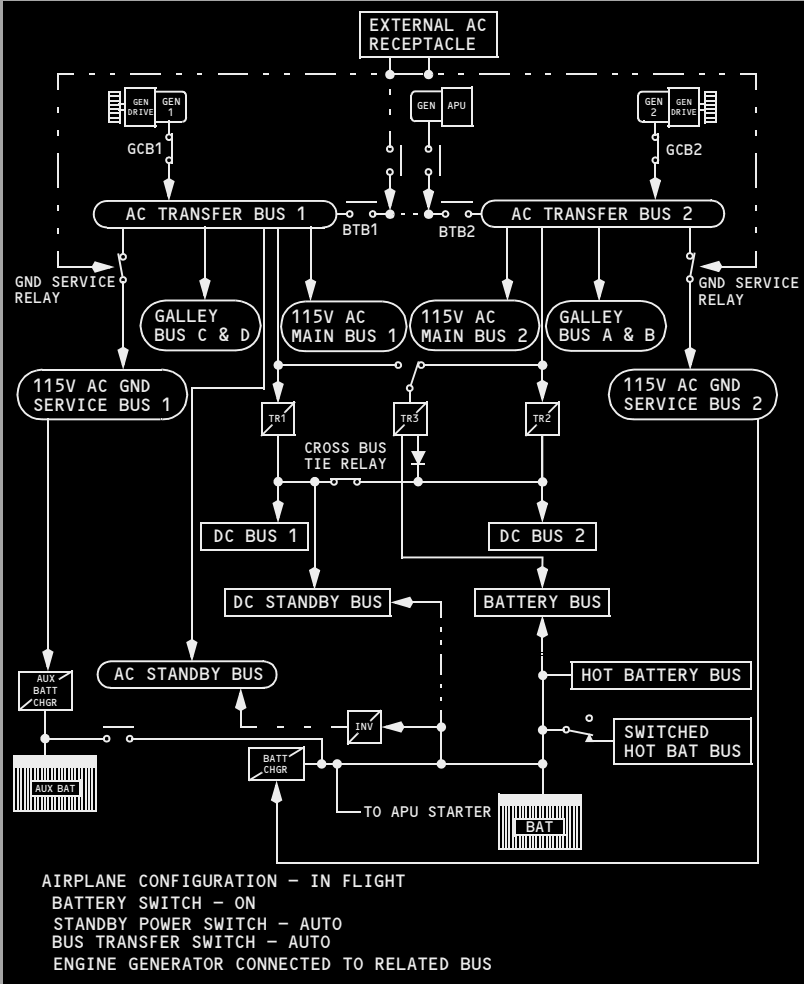 EXTERNAL AC
RECEPTACLE
GEN
DRIVE
GEN
1
GEN
APU
GEN
2
GEN
DRIVE
GCB1
GCB2
AC TRANSFER BUS 1
AC TRANSFER BUS 2
BTB1
BTB2
GND SERVICE
RELAY
GND SERVICE
RELAY
GALLEY
BUS C & D
115V AC
MAIN BUS 1
115V AC
MAIN BUS 2
GALLEY
BUS A & B
115V AC GND
SERVICE BUS 1
115V AC GND
SERVICE BUS 2
TR1
TR3
TR2
CROSS BUS
TIE RELAY
DC BUS 1
DC BUS 2
DC STANDBY BUS
BATTERY BUS
AC STANDBY BUS
HOT BATTERY BUS
AUX
BATT
CHGR
INV
SWITCHED
HOT BAT BUS
BATT
CHGR
AUX BAT
TO APU STARTER
BAT
AIRPLANE CONFIGURATION – IN FLIGHT
BATTERY SWITCH – ON
STANDBY POWER SWITCH – AUTO
BUS TRANSFER SWITCH – AUTO
ENGINE GENERATOR CONNECTED TO RELATED BUS